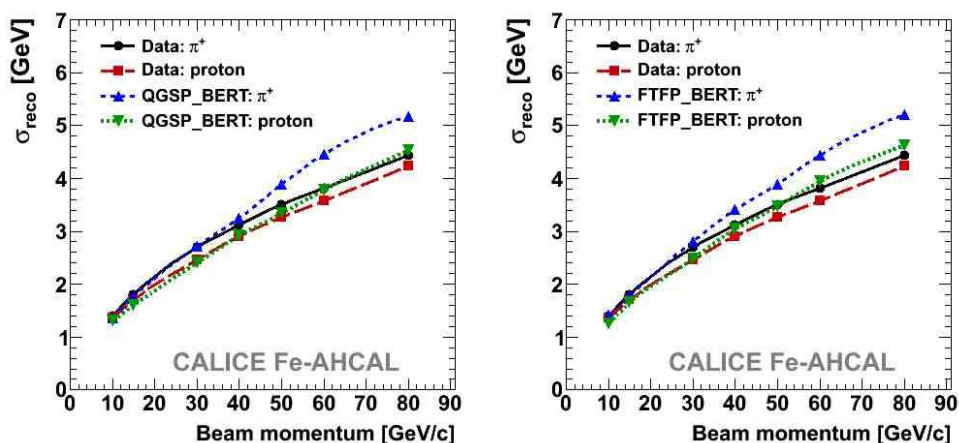 σreco [GeV]
7
6
5
4
3
2
1
0
Data: π+
Data: proton
QGSP_BERT: π+
QGSP_BERT: proton
CALICE Fe-AHCAL
0 10 20 30 40 50 60 70 80 90
Beam momentum [GeV/c]
σreco [GeV]
7
6
5
4
3
2
1
0
Data: π+
Data: proton
FTFP_BERT: π+
FTFP_BERT: proton
CALICE Fe-AHCAL
0 10 20 30 40 50 60 70 80 90
Beam momentum [GeV/c]